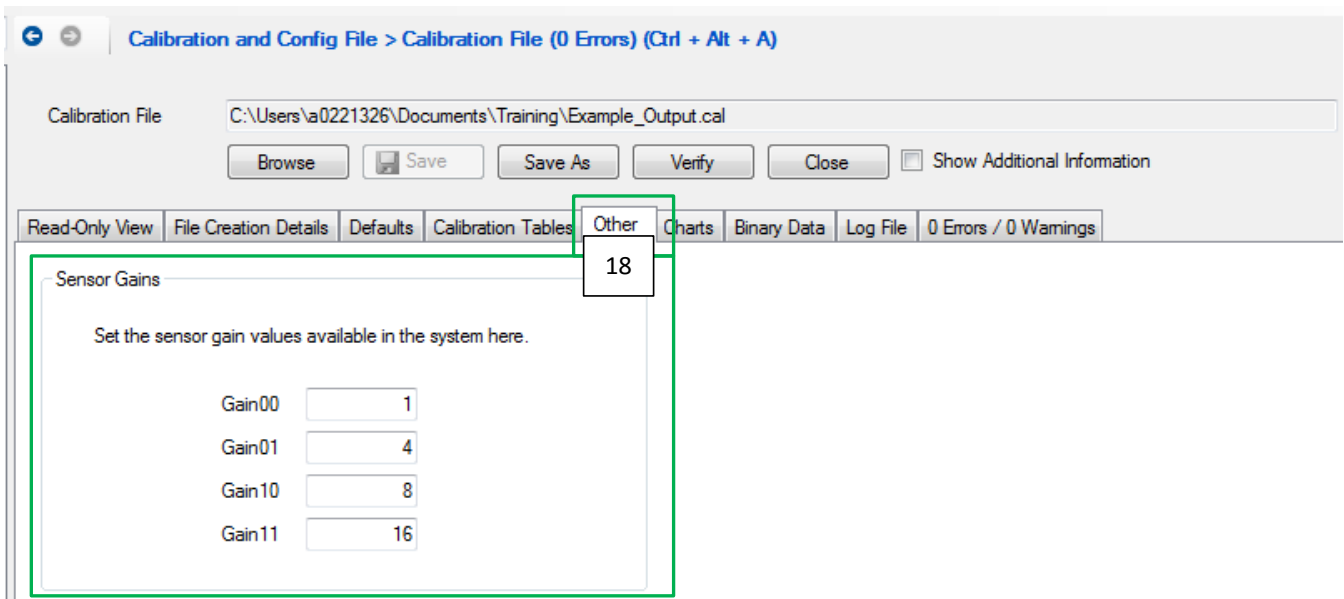 Calibration and Config File > Calibration File (0 Errors) (Ctrl + Alt + A)
Calibration File C:\Users\a0221326\Documents\Training\Example_Output.cal
Browse Save Save As Verify Close Show Additional Information
Read-Only View File Creation Details Defaults Calibration Tables Other Charts Binary Data Log File 0 Errors / 0 Warnings
18
Sensor Gains
Set the sensor gain values available in the system here.
Gain00 1
Gain01 4
Gain10 8
Gain11 16